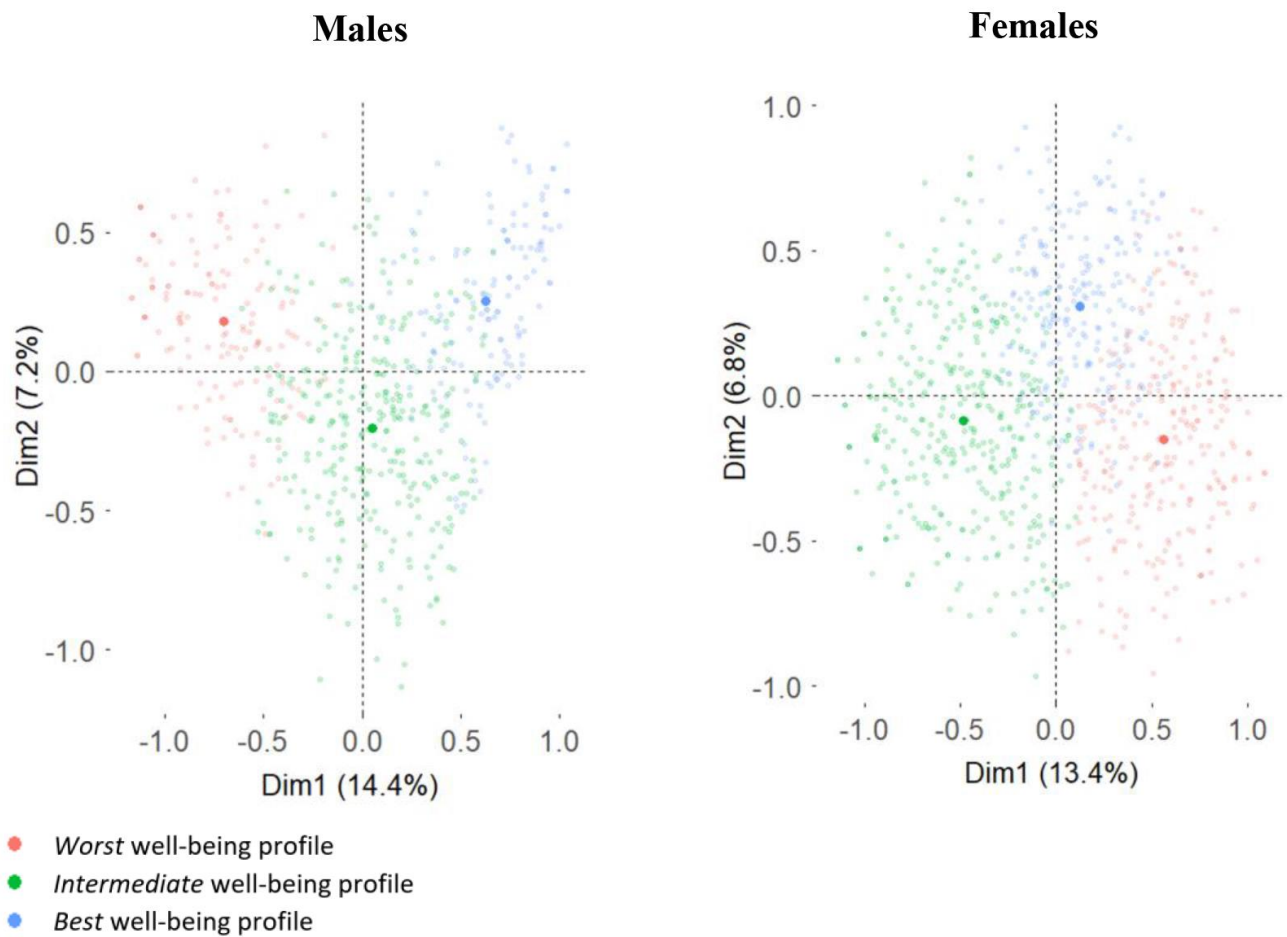 Males
0.5
0.0
-0.5
-1.0
Dim2 (7.2%)
-1.0 -0.5 0.0 0.5 1.0
Dim1 (14.4%)
Females
1.0
0.5
0.0
-0.5
-1.0
Dim2 (6.8%)
-1.0 -0.5 0.0 0.5 1.0
Dim1 (13.4%)
Worst well-being profile
Intermediate well-being profile
Best well-being profile